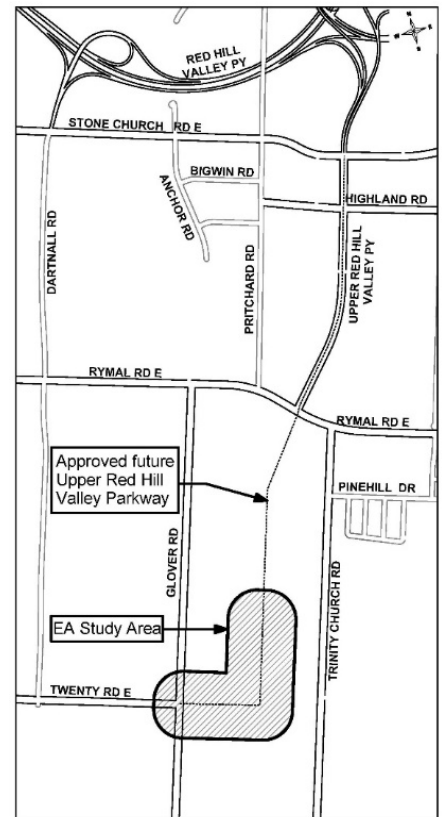 RED HILL
VALLEY PY
STONE CHURCH RD E
BIGWIN RD
ANCHOR RD
HIGHLAND RD
DARTNALL RD
PRITCHARD RD
UPPER RED HILL
VALLEY PY
RYMAL RD E
RYMAL RD E
Approved future
Upper Red Hill
Valley Parkway
PINEHILL DR
GLOVER RD
TRINITY CHURCH RD
EA Study Area
TWENTY RD E